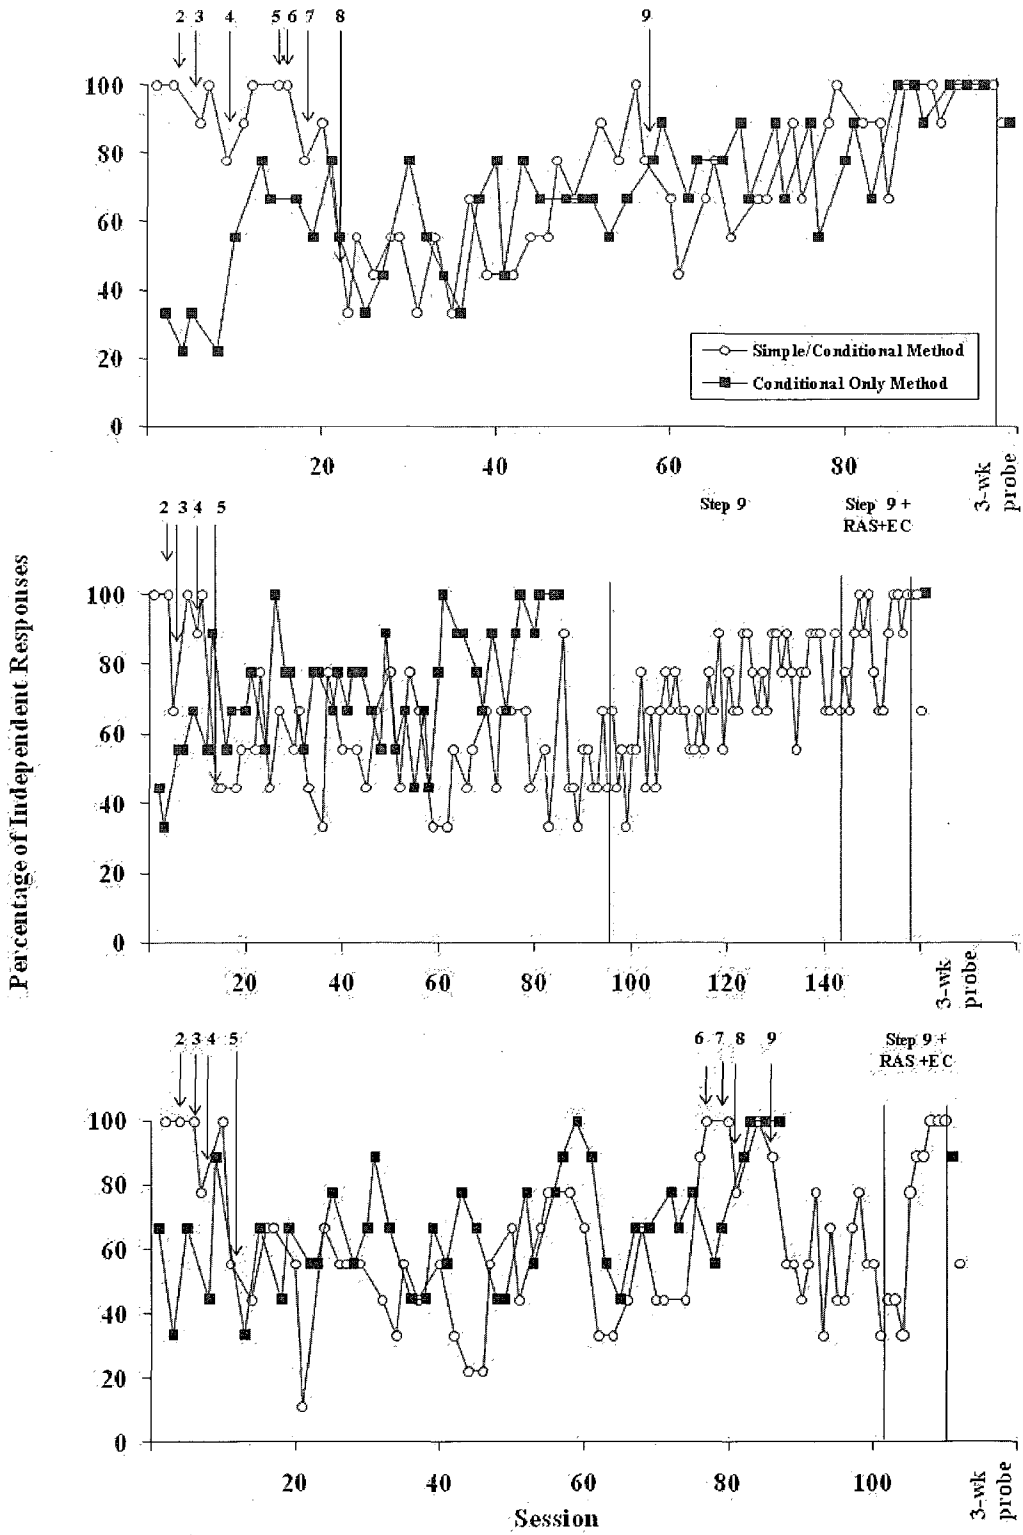 2 3 4 5 6 7 8 9
100
80
60
40
20
0
Simple/Conditional Method
Conditional Only Method
20 40 60 80
3-wk
probe
2 3 4 5 Step 9 Step 9 +
RAS+EC
100
80
60
40
20
0
20 40 60 80 100 120 140
3-wk
probe
2 3 4 5 6 7 8 9 Step 9 +
RAS+EC
100
80
60
40
20
0
20 40 60 80 100
3-wk
probe
Percentage of Independent Responses
Session